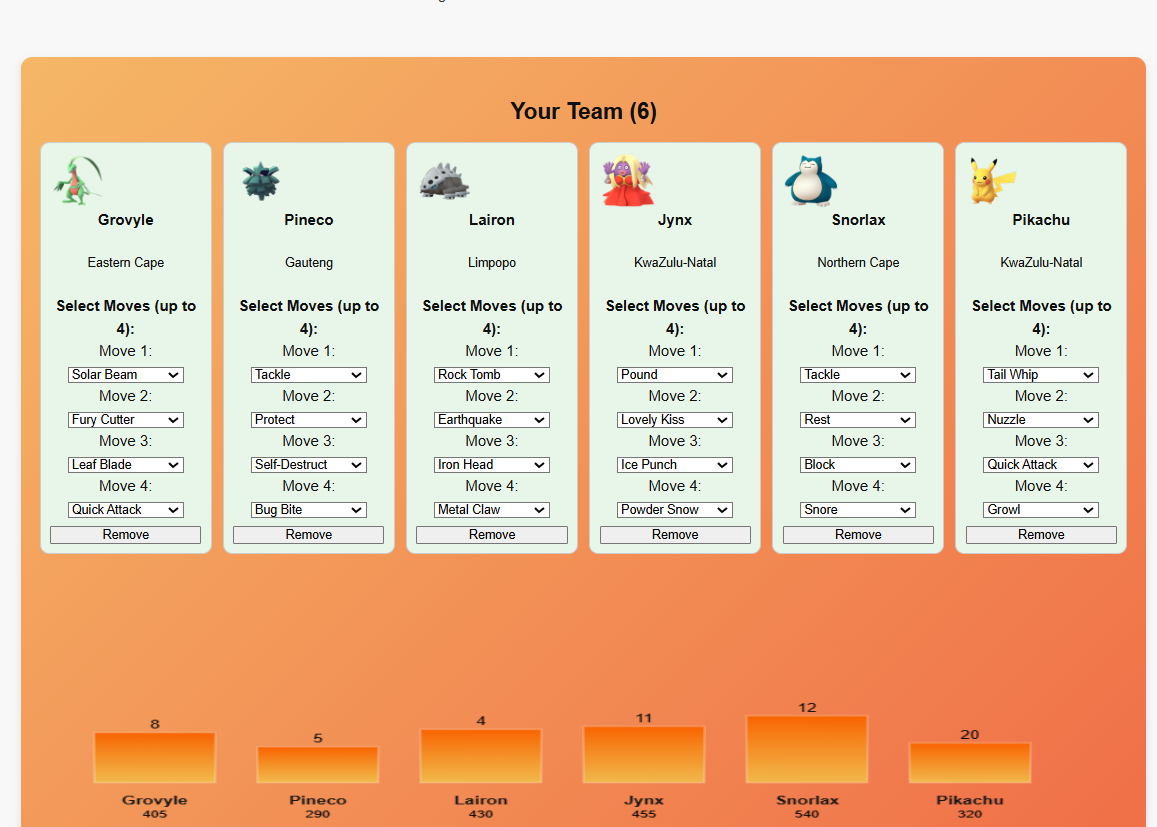 Your Team (6)
Grovyle
Eastern Cape
Select Moves (up to
4):
Move 1:
Solar Beam
Move 2:
Fury Cutter
Move 3:
Leaf Blade
Move 4:
Quick Attack
Remove
Pineco
Gauteng
Select Moves (up to
4):
Move 1:
Tackle
Move 2:
Protect
Move 3:
Self-Destruct
Move 4:
Bug Bite
Remove
Lairon
Limpopo
Select Moves (up to
4):
Move 1:
Rock Tomb
Move 2:
Earthquake
Move 3:
Iron Head
Move 4:
Metal Claw
Remove
Jynx
KwaZulu-Natal
Select Moves (up to
4):
Move 1:
Pound
Move 2:
Lovely Kiss
Move 3:
Ice Punch
Move 4:
Powder Snow
Remove
Snorlax
Northern Cape
Select Moves (up to
4):
Move 1:
Tackle
Move 2:
Rest
Move 3:
Block
Move 4:
Snore
Remove
Pikachu
KwaZulu-Natal
Select Moves (up to
4):
Move 1:
Tail Whip
Move 2:
Nuzzle
Move 3:
Quick Attack
Move 4:
Growl
Remove
8
5
4
11
12
20
Grovyle
405
Pineco
290
Lairon
430
Jynx
455
Snorlax
540
Pikachu
320